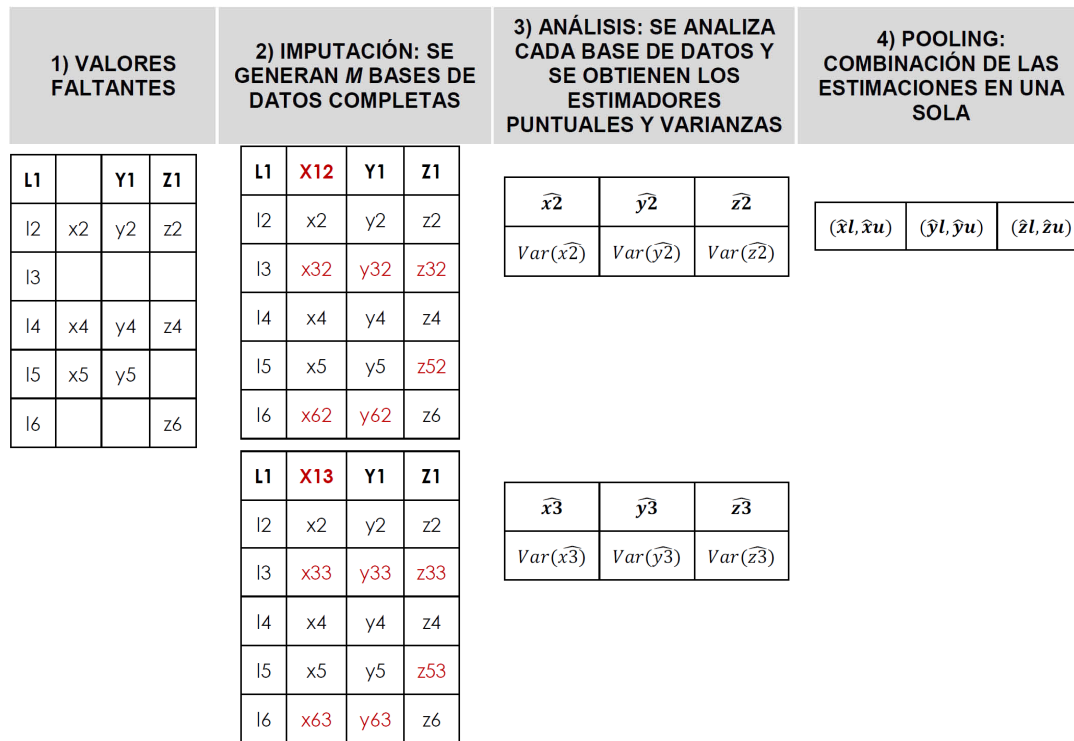 1) VALORES
FALTANTES
2) IMPUTACIÓN: SE
GENERAN M BASES DE
DATOS COMPLETAS
3) ANÁLISIS: SE ANALIZA
CADA BASE DE DATOS Y
SE OBTIENEN LOS
ESTIMADORES
PUNTUALES Y VARIANZAS
4) POOLING:
COMBINACIÓN DE LAS
ESTIMACIONES EN UNA
SOLA
L1 Y1 Z1
l2 x2 y2 z2
l3
l4 x4 y4 z4
l5 x5 y5
l6 z6
L1 X12 Y1 Z1
l2 x2 y2 z2
l3 x32 y32 z32
l4 x4 y4 z4
l5 x5 y5 z52
l6 x62 y62 z6
L1 X13 Y1 Z1
l2 x2 y2 z2
l3 x33 y33 z33
l4 x4 y4 z4
l5 x5 y5 z53
l6 x63 y63 z6
x̂2 ŷ2 ẑ2
Var(x̂2) Var(ŷ2) Var(ẑ2)
x̂3 ŷ3 ẑ3
Var(x̂3) Var(ŷ3) Var(ẑ3)
(x̂l, x̂u) (ŷl, ŷu) (ẑl, ẑu)